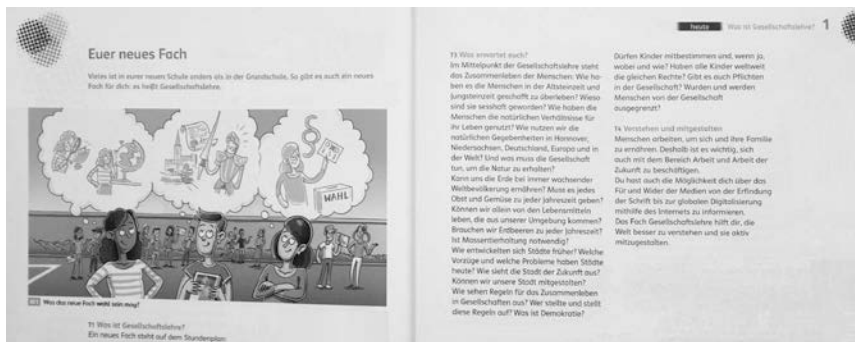 Euer neues Fach
Vieles ist in eurer neuen Schule anders als in der Grundschule. So gibt es auch ein neues
Fach für dich: es heißt Gesellschaftslehre.
WAHL
Was das neue Fach wohl sein mag?
T1 Was ist Gesellschaftslehre?
Ein neues Fach steht auf dem Stundenplan:
heute Was ist Gesellschaftslehre? 1
T3 Was erwartet euch?
Im Mittelpunkt der Gesellschaftslehre steht
das Zusammenleben der Menschen: Wie ha-
ben es die Menschen in der Altsteinzeit und
Jungsteinzeit geschafft zu überleben? Wieso
sind sie sesshaft geworden? Wie haben die
Menschen die natürlichen Verhältnisse für
ihr Leben genutzt? Wie nutzen wir die
natürlichen Gegebenheiten in Hannover,
Niedersachsen, Deutschland, Europa und in
der Welt? Und was muss die Gesellschaft
tun, um die Natur zu erhalten?
Kann uns die Erde bei immer wachsender
Weltbevölkerung ernähren? Muss es jedes
Obst und Gemüse zu jeder Jahreszeit geben?
Können wir allein von den Lebensmitteln
leben, die aus unserer Umgebung kommen?
Brauchen wir Erdbeeren zu jeder Jahreszeit?
Ist Massentierhaltung notwendig?
Wie entwickelten sich Städte früher? Welche
Vorzüge und welche Probleme haben Städte
heute? Wie sieht die Stadt der Zukunft aus?
Können wir unsere Stadt mitgestalten?
Wie sehen Regeln für das Zusammenleben
in Gesellschaften aus? Wer stellte und stellt
diese Regeln auf? Was ist Demokratie?
Dürfen Kinder mitbestimmen und, wenn ja,
wobei und wie? Haben alle Kinder weltweit
die gleichen Rechte? Gibt es auch Pflichten
in der Gesellschaft? Wurden und werden
Menschen von der Gesellschaft
ausgegrenzt?
T4 Verstehen und mitgestalten
Menschen arbeiten, um sich und ihre Familie
zu ernähren. Deshalb ist es wichtig, sich
auch mit dem Bereich Arbeit und Arbeit der
Zukunft zu beschäftigen.
Du hast auch die Möglichkeit dich über das
Für und Wider der Medien von der Erfindung
der Schrift bis zur globalen Digitalisierung
mithilfe des Internets zu informieren.
Das Fach Gesellschaftslehre hilft dir, die
Welt besser zu verstehen und sie aktiv
mitzugestalten.